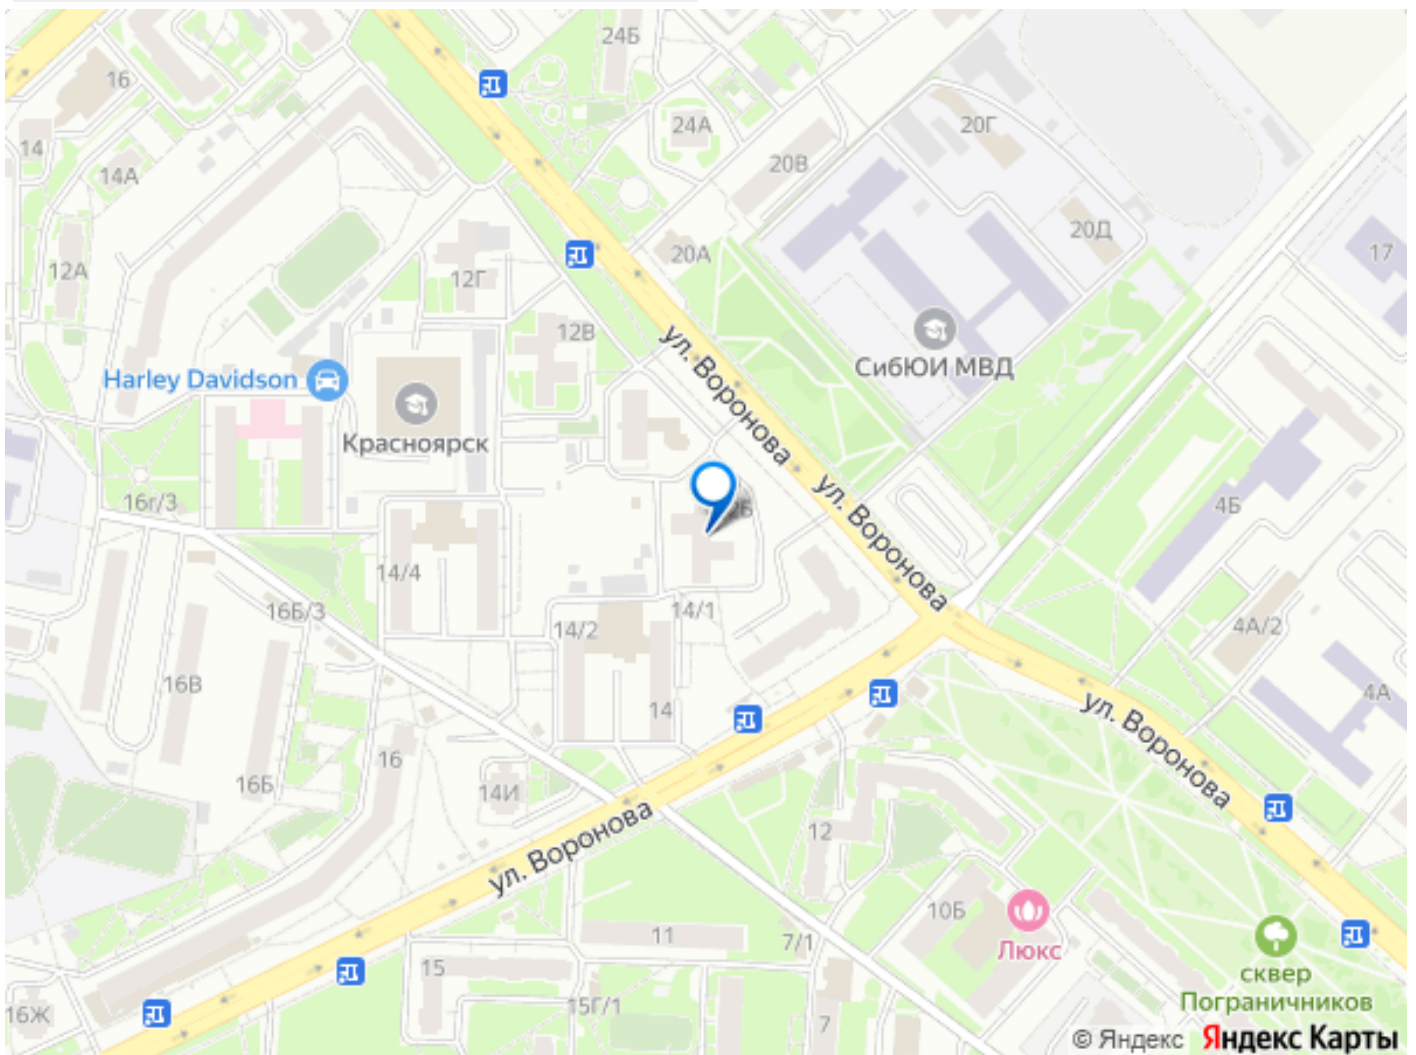 24Б
16
24А
20Г
14
14А
20В
20Д
20А
17
12А
12Г
12В
ул. Воронова
СибЮИ МВД
Harley Davidson
Красноярск
16г/3
ул. Воронова
4Б
14/4
16Б/3
14/2
14/1
4А/2
16В
14
4А
ул. Воронова
16
16Б
14И
ул. Воронова
12
10Б
Люкс
11
7/1
15
сквер
Пограничников
15Г/1
16Ж
7
© Яндекс Яндекс Карты